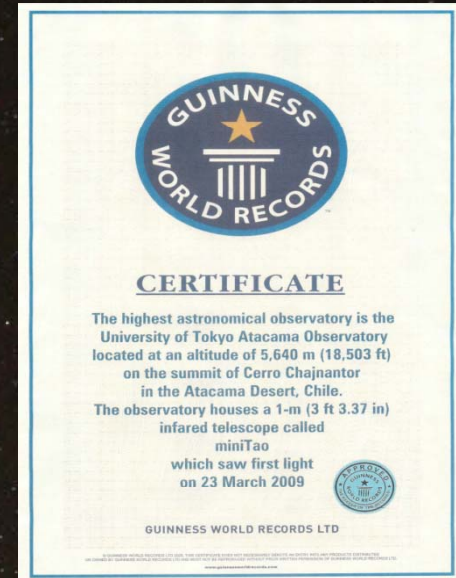 GUINNESS
WORLD RECORDS
CERTIFICATE
The highest astronomical observatory is the
University of Tokyo Atacama Observatory
located at an altitude of 5,640 m (18,503 ft)
on the summit of Cerro Chajnantor
in the Atacama Desert, Chile.
The observatory houses a 1-m (3 ft 3.37 in)
infared telescope called
miniTao
which saw first light
on 23 March 2009
APPROVED
GUINNESS WORLD RECORDS LTD
www.guinnessworldrecords.com